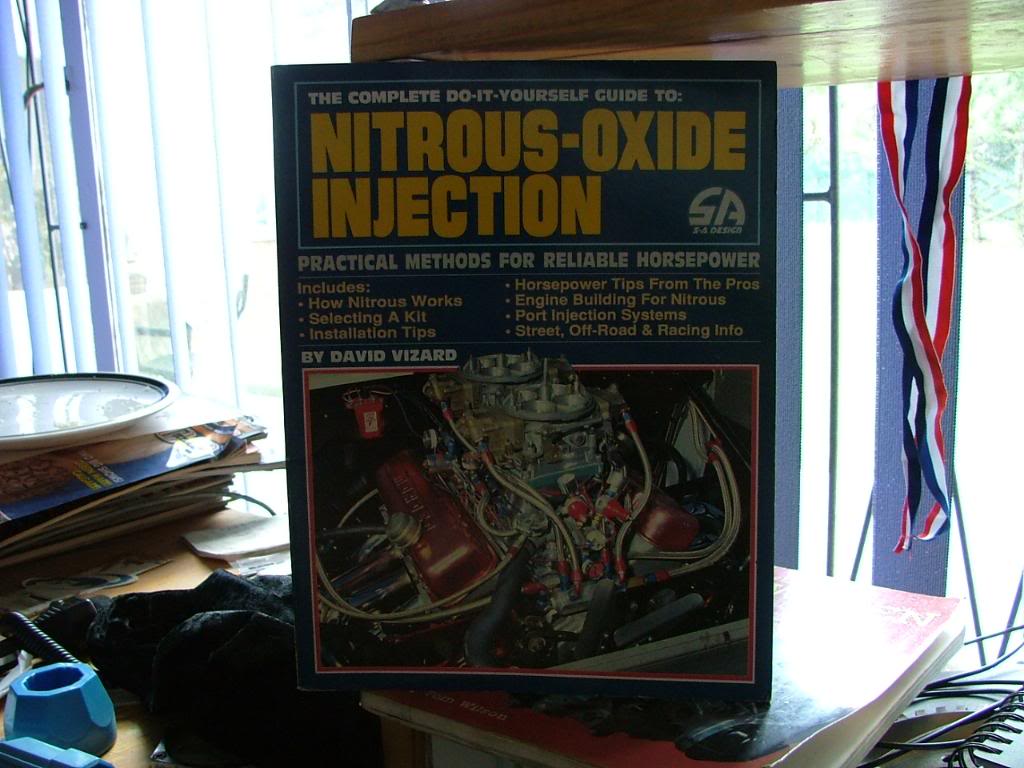 THE COMPLETE DO-IT-YOURSELF GUIDE TO:
NITROUS-OXIDE
INJECTION
SA
S-A DESIGN
PRACTICAL METHODS FOR RELIABLE HORSEPOWER
Includes:
• How Nitrous Works
• Selecting A Kit
• Installation Tips
• Horsepower Tips From The Pros
• Engine Building For Nitrous
• Port Injection Systems
• Street, Off-Road & Racing Info
BY DAVID VIZARD